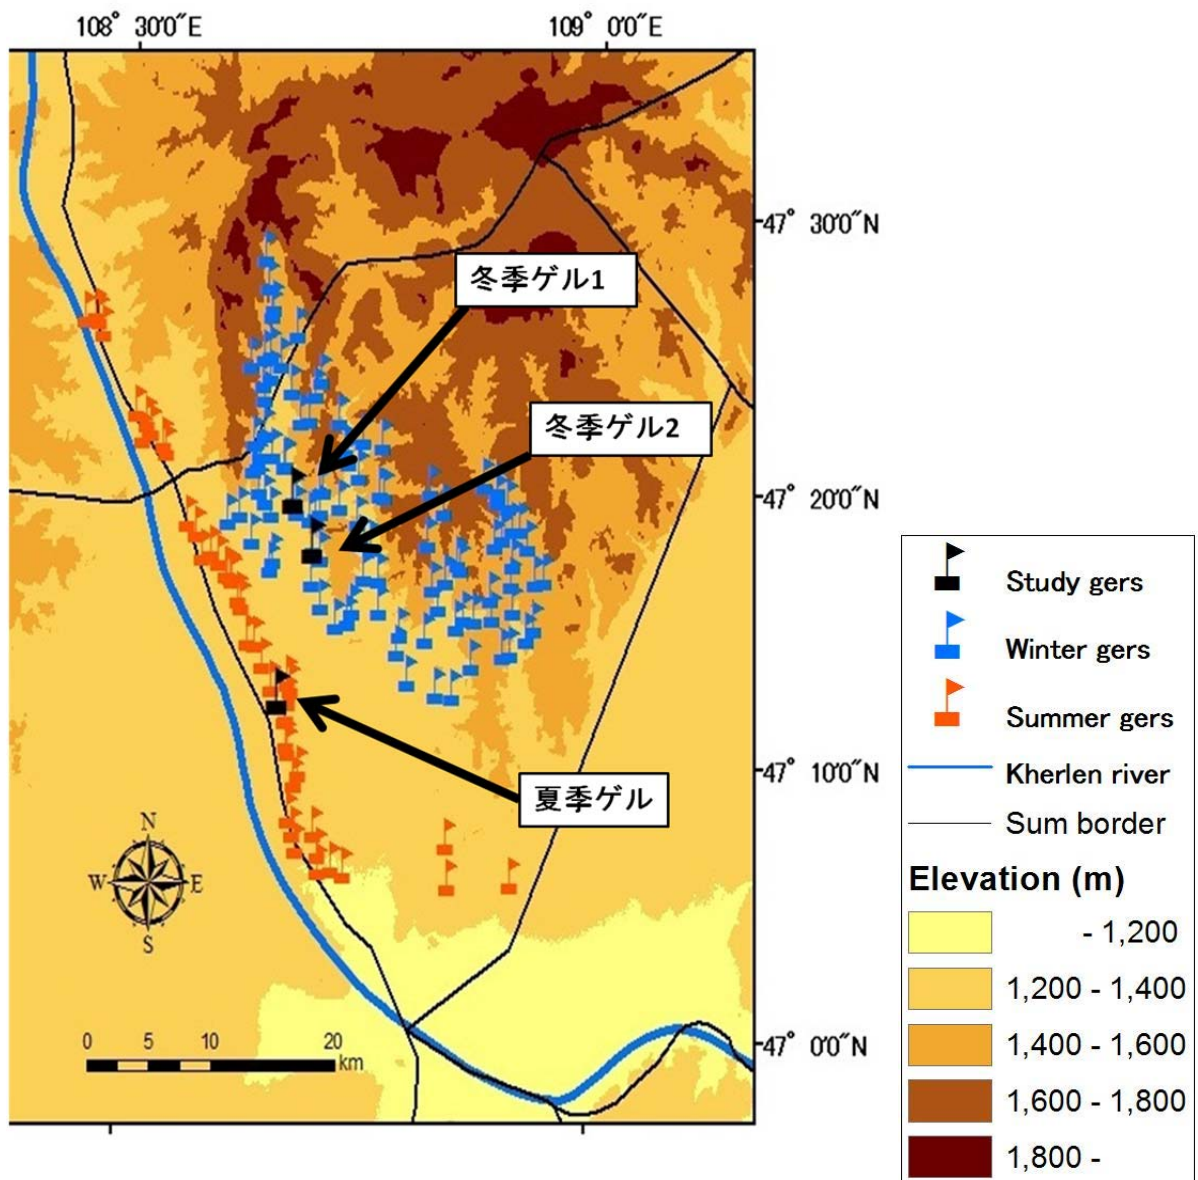 108° 30'0"E
109° 0'0"E
47° 30'0"N
冬季ゲル1
冬季ゲル2
47° 20'0"N
47° 10'0"N
夏季ゲル
N
W
E
S
47° 0'0"N
0 5 10 20
km
Study gers
Winter gers
Summer gers
Kherlen river
Sum border
Elevation (m)
- 1,200
1,200 - 1,400
1,400 - 1,600
1,600 - 1,800
1,800 -